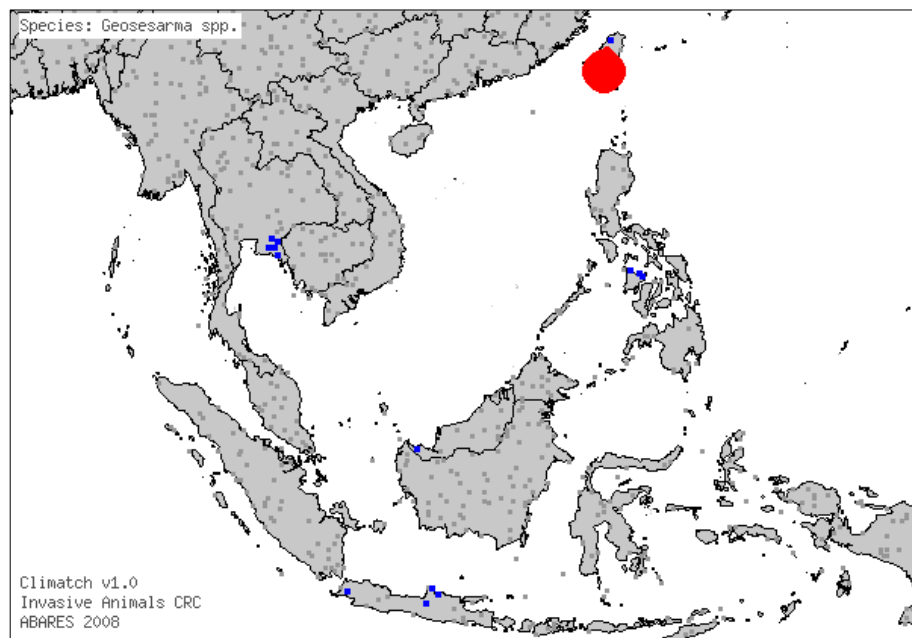 Species: Geosesarma spp.
Climatch v1.0
Invasive Animals CRC
ABARES 2008